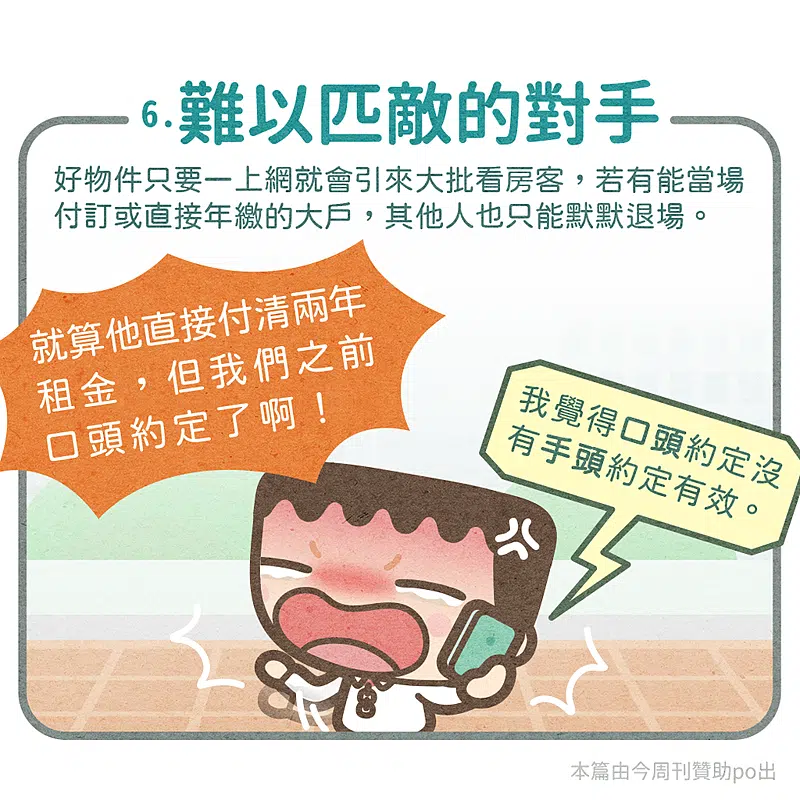 6.難以匹敵的對手
好物件只要一上網就會引來大批看房客，若有能當場
付訂或直接年繳的大戶，其他人也只能默默退場。
就算他直接付清兩年
租金，但我們之前
口頭約定了啊！
我覺得口頭約定沒
有手頭約定有效。
本篇由今周刊贊助po出